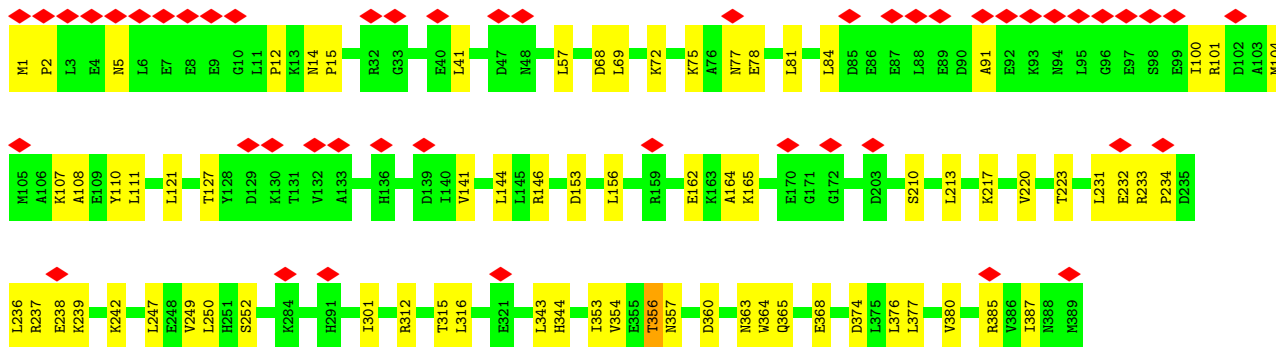 M1 P2 L3 E4 N5 L6 E7 E8 E9 G10 L11 P12 K13 N14 P15 R32 G33 E40 L41 D47 N48 L57 D68 L69 K72 K75 A76 N77 E78 L81 L84 D85 E86 E87 L88 E89 D90 A91 E92 K93 N94 L95 G96 E97 S98 E99 I100 R101 D102 A103 M104
M105 A106 K107 A108 E109 Y110 L111 L121 T127 Y128 D129 K130 T131 V132 A133 H136 D139 I140 V141 L144 L145 R146 D153 L156 R159 E162 K163 A164 K165 E170 G171 G172 D203 S210 L213 K217 V220 T223 L231 E232 R233 P234 D235
L236 R237 E238 K239 K242 L247 E248 V249 L250 H251 S252 K284 H291 I301 R312 T315 L316 E321 L343 H344 I353 V354 E355 T356 N357 D360 N363 W364 Q365 E368 D374 L375 L376 L377 V380 R385 V386 I387 N388 M389